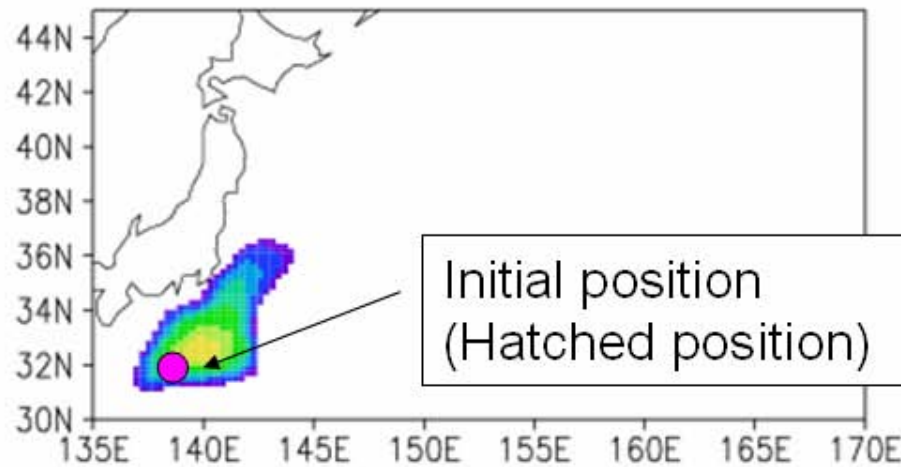 44N
42N
40N
38N
36N
34N
32N
30N
Initial position
(Hatched position)
135E 140E 145E 150E 155E 160E 165E 170E